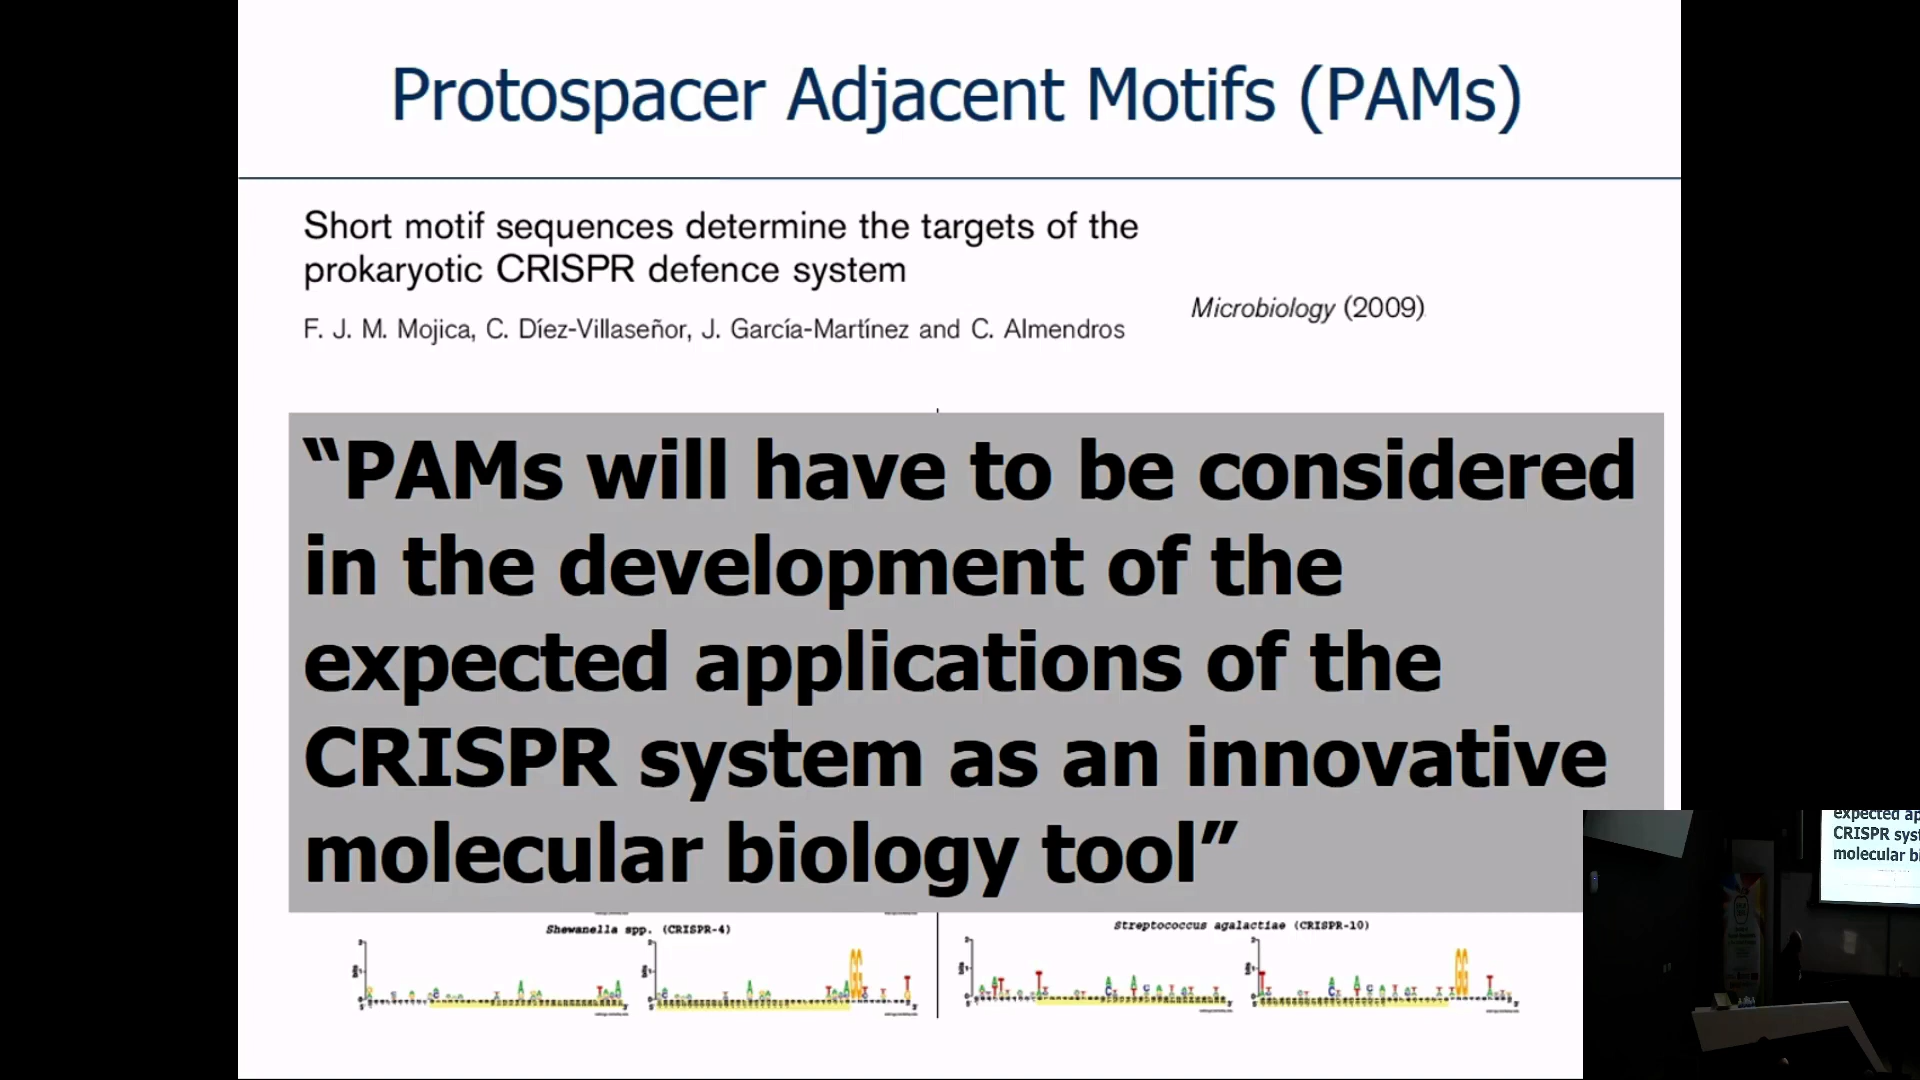 Protospacer Adjacent Motifs (PAMs)
Short motif sequences determine the targets of the
prokaryotic CRISPR defence system
Microbiology (2009)
F. J. M. Mojica, C. Díez-Villaseñor, J. García-Martínez and C. Almendros
“PAMs will have to be considered
in the development of the
expected applications of the
CRISPR system as an innovative
molecular biology tool”
Shewanella spp. (CRISPR-4)
Streptococcus agalactiae (CRISPR-10)
GG
GG
expected ap
CRISPR syst
molecular bi